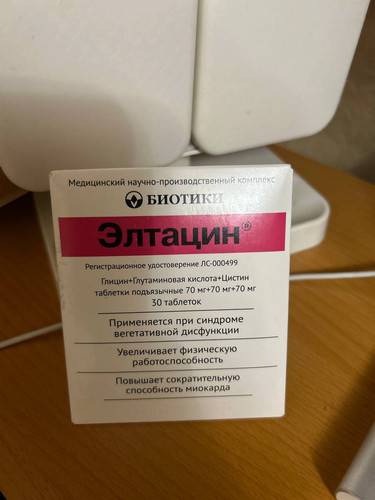 Медицинский научно-производственный комплекс
БИОТИКИ
Элтацин®
Регистрационное удостоверение ЛС-000499
Глицин+Глутаминовая кислота+Цистин
таблетки подъязычные 70 мг+70 мг+70 мг
30 таблеток
Применяется при синдроме
вегетативной дисфункции
Увеличивает физическую
работоспособность
Повышает сократительную
способность миокарда